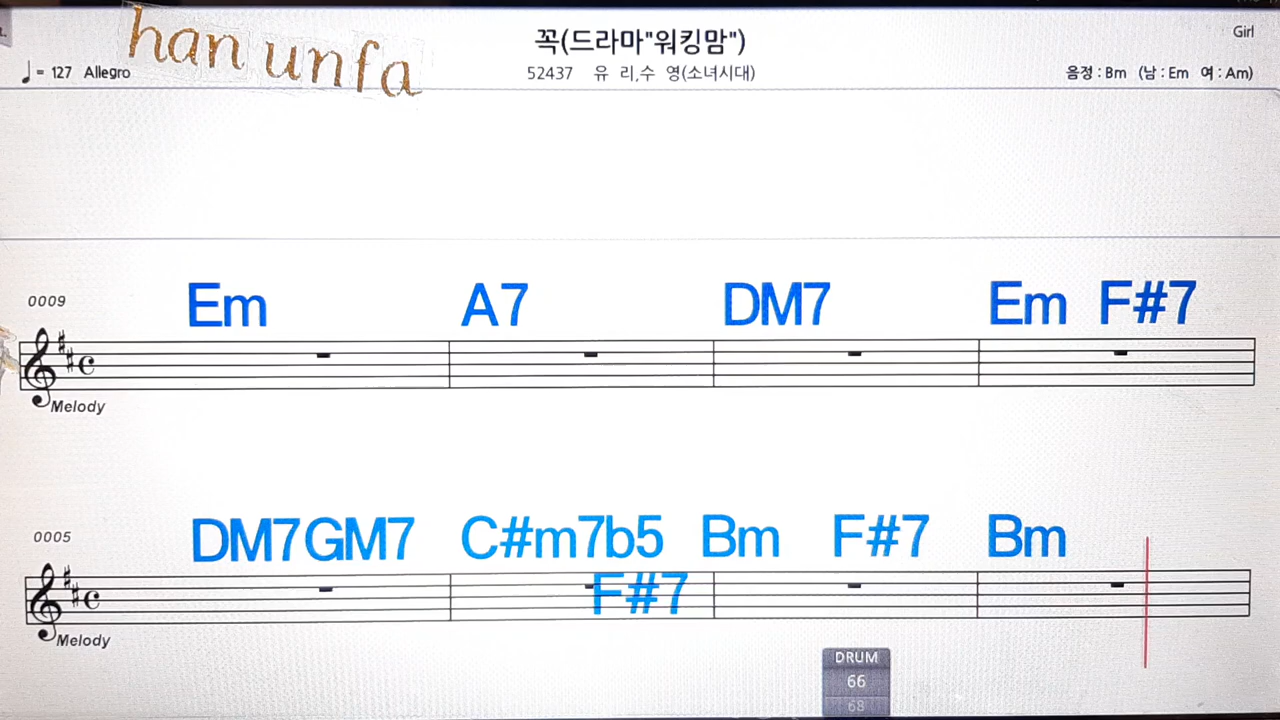 han unfa
꼭(드라마"워킹맘")
Girl
♩= 127 Allegro
52437 유 리,수 영(소녀시대)
음정 : Bm (남 : Em 여 : Am)
0009
Em A7 DM7 Em F#7
Melody
0005
DM7GM7 C#m7b5 Bm F#7 Bm
F#7
Melody
DRUM
66
68